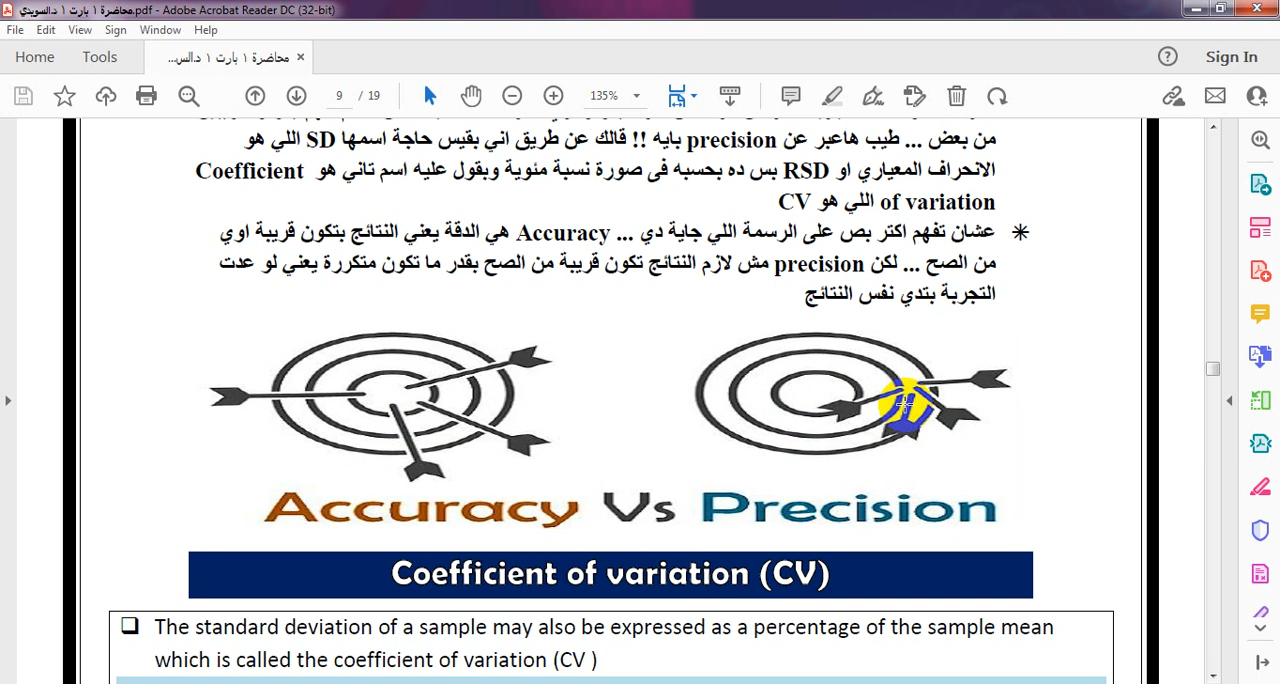 محاضرة ١ بارت ١ د.السويدي.pdf - Adobe Acrobat Reader DC (32-bit)
File Edit View Sign Window Help
Home Tools محاضرة ١ بارت ١ د.الس... × Sign In
9 / 19 135%
من بعض ... طيب هاعبر عن precision بايه !! قالك عن طريق اني بقيس حاجة اسمها SD اللي هو
الانحراف المعياري او RSD بس ده بحسبه فى صورة نسبة مئوية وبقول عليه اسم تاني هو Coefficient
of variation اللي هو CV
عشان تفهم اكتر بص على الرسمة اللي جاية دي ... Accuracy هي الدقة يعني النتائج بتكون قريبة اوي
من الصح ... لكن precision مش لازم النتائج تكون قريبة من الصح بقدر ما تكون متكررة يعني لو عدت
التجربة بتدي نفس النتائج
Accuracy Vs Precision
Coefficient of variation (CV)
The standard deviation of a sample may also be expressed as a percentage of the sample mean
which is called the coefficient of variation (CV )